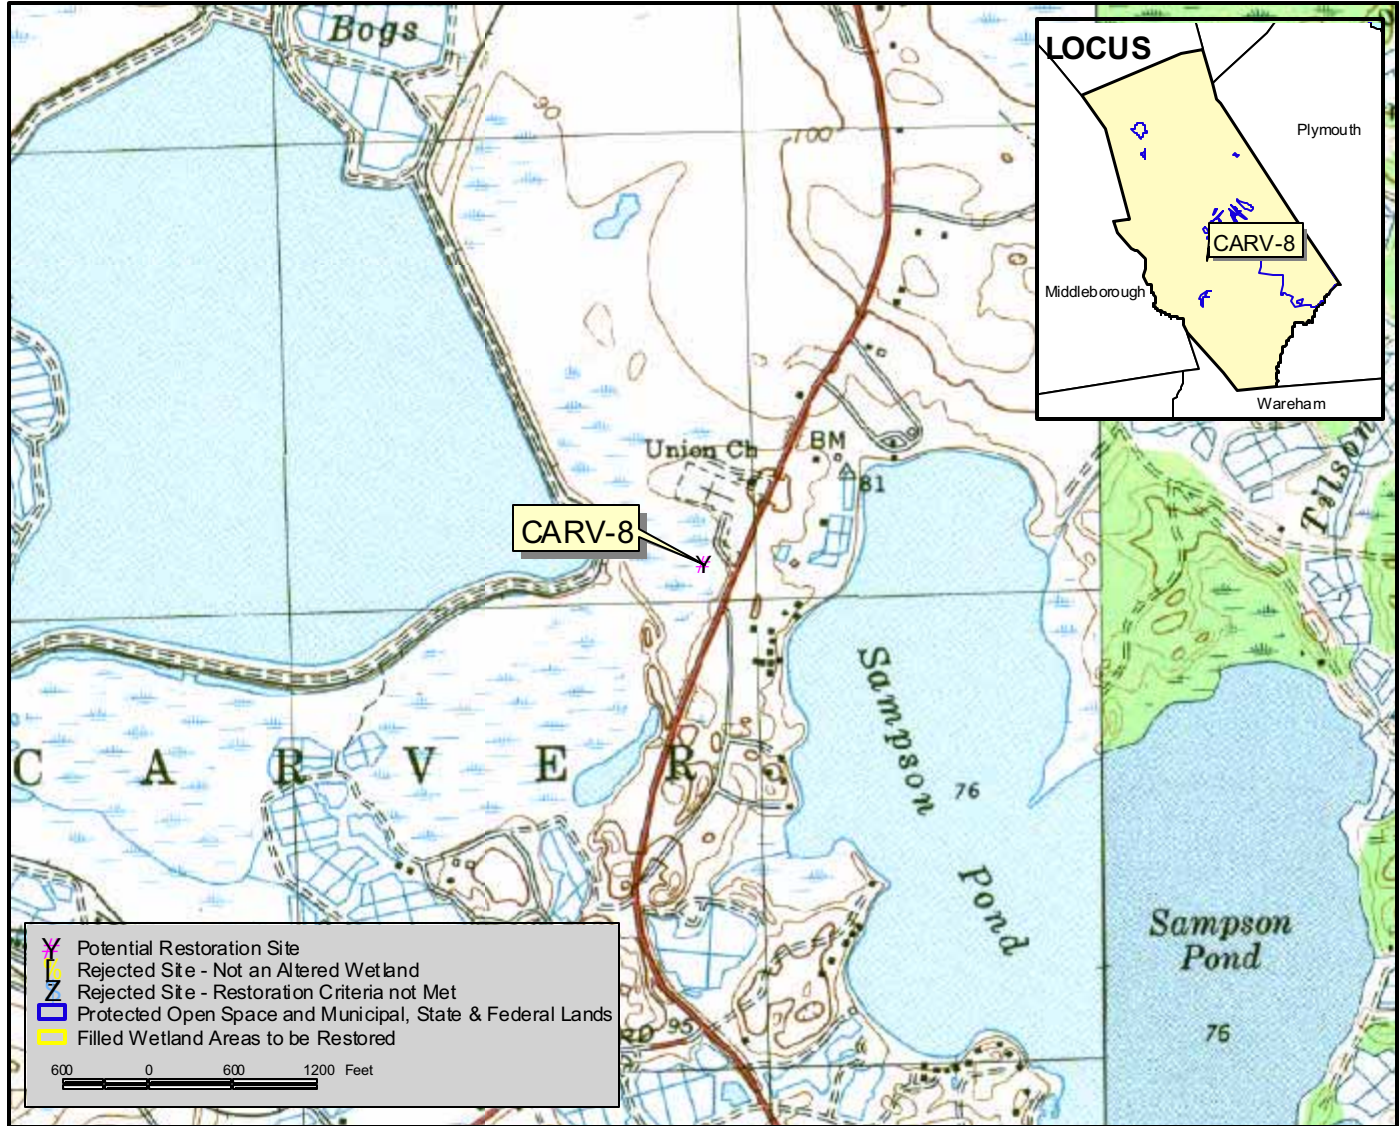 Bogs
LOCUS
Plymouth
CARV-8
Middleborough
Wareham
90
100
Union Ch
BM
81
CARV-8
Tilson
Sampson
Pond
76
C A R V E R
Sampson
Pond
76
RD 95
Potential Restoration Site
Rejected Site - Not an Altered Wetland
Rejected Site - Restoration Criteria not Met
Protected Open Space and Municipal, State & Federal Lands
Filled Wetland Areas to be Restored
600 0 600 1200 Feet